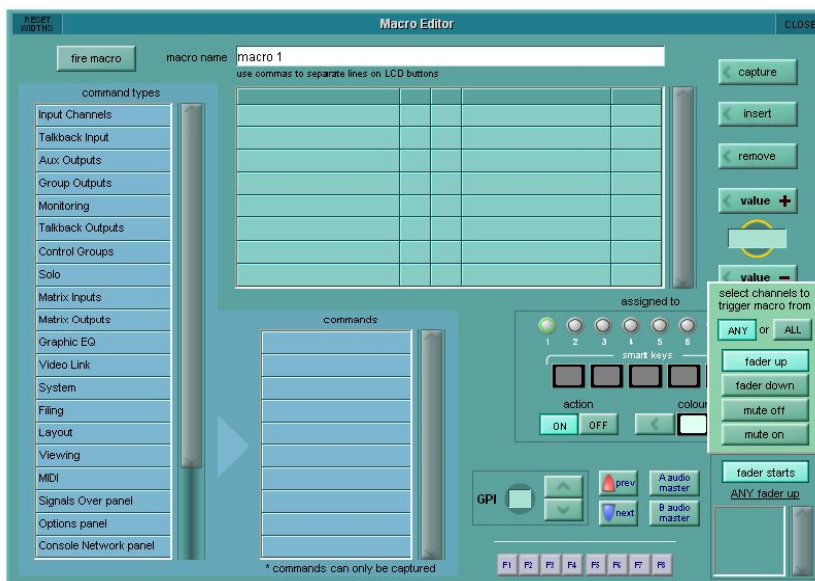 RESET WIDTHS
Macro Editor
CLOSE
fire macro
macro name
macro 1
use commas to separate lines on LCD buttons
capture
insert
remove
value +
value −
command types
Input Channels
Talkback Input
Aux Outputs
Group Outputs
Monitoring
Talkback Outputs
Control Groups
Solo
Matrix Inputs
Matrix Outputs
Graphic EQ
Video Link
System
Filing
Layout
Viewing
MIDI
Signals Over panel
Options panel
Console Network panel
commands
* commands can only be captured
assigned to
1 2 3 4 5 6
smart keys
action
ON OFF
colou
select channels to
trigger macro from
ANY or ALL
fader up
fader down
mute off
mute on
fader starts
ANY fader up
GPI
prev
next
A audio
master
B audio
master
F1 F2 F3 F4 F5 F6 F7 F8